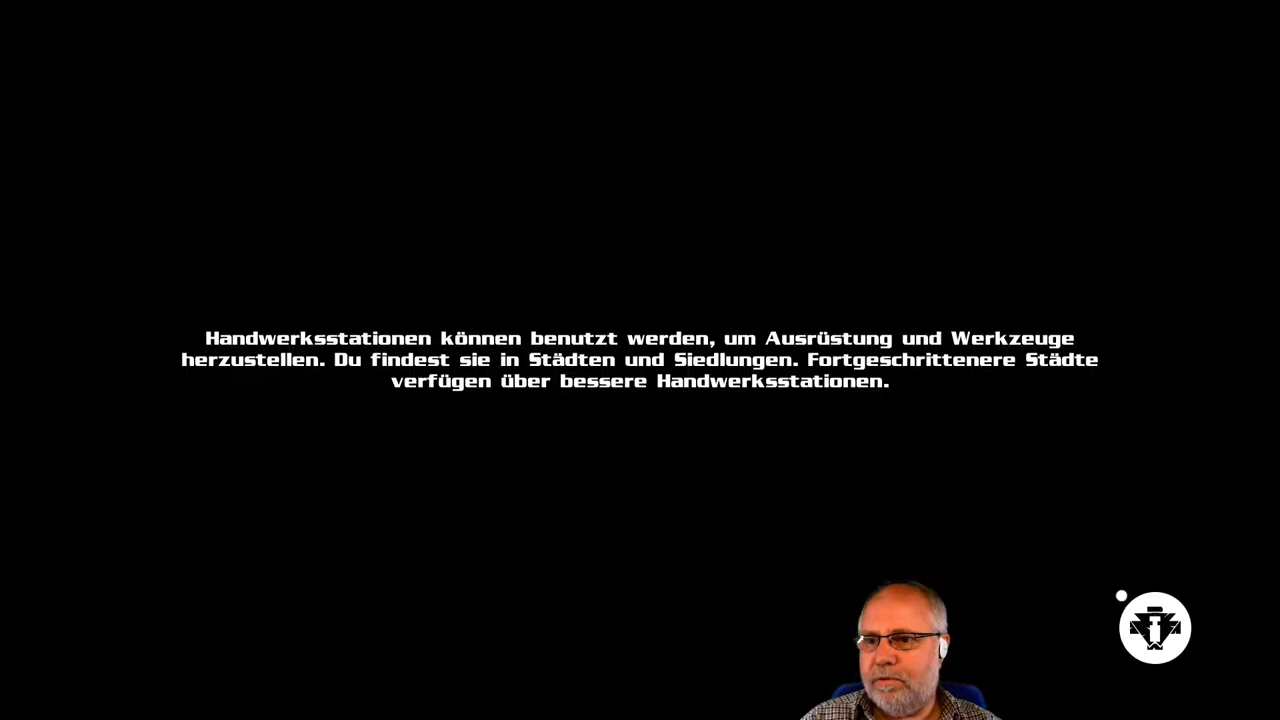 Handwerksstationen können benutzt werden, um Ausrüstung und Werkzeuge
herzustellen. Du findest sie in Städten und Siedlungen. Fortgeschrittenere Städte
verfügen über bessere Handwerksstationen.